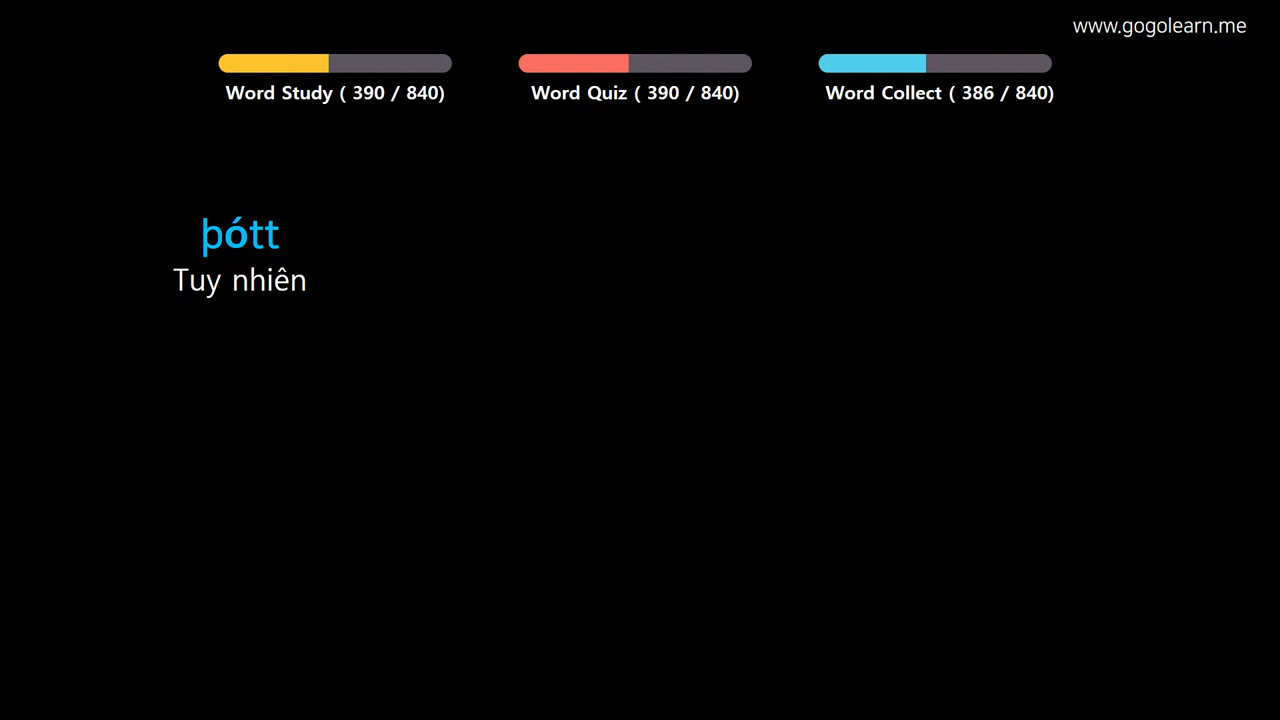 www.gogolearn.me
Word Study ( 390 / 840)
Word Quiz ( 390 / 840)
Word Collect ( 386 / 840)
þótt
Tuy nhiên